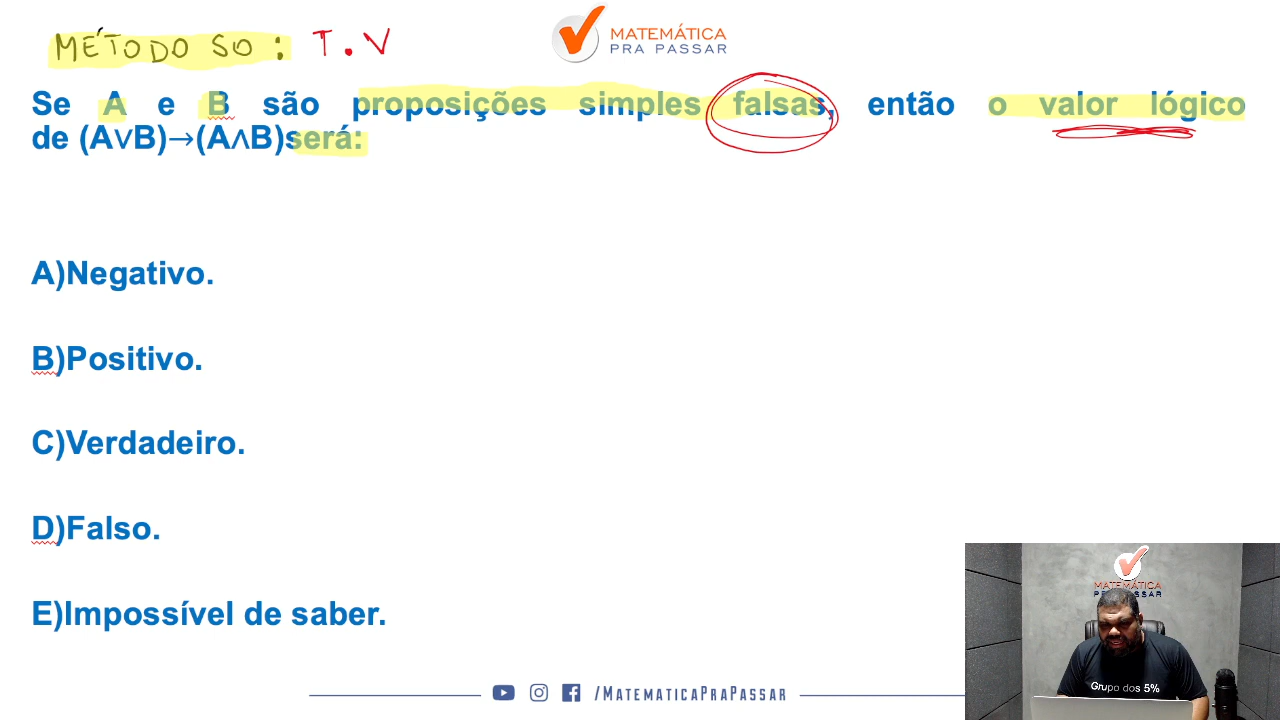 MÉTODO SO : T.V
MATEMÁTICA
PRA PASSAR
Se A e B são proposições simples falsas, então o valor lógico
de (A∨B)→(A∧B)será:
A)Negativo.
B)Positivo.
C)Verdadeiro.
D)Falso.
E)Impossível de saber.
MATEMÁTICA
PRA PASSAR
Grupo dos 5%
/MatematicaPraPassar